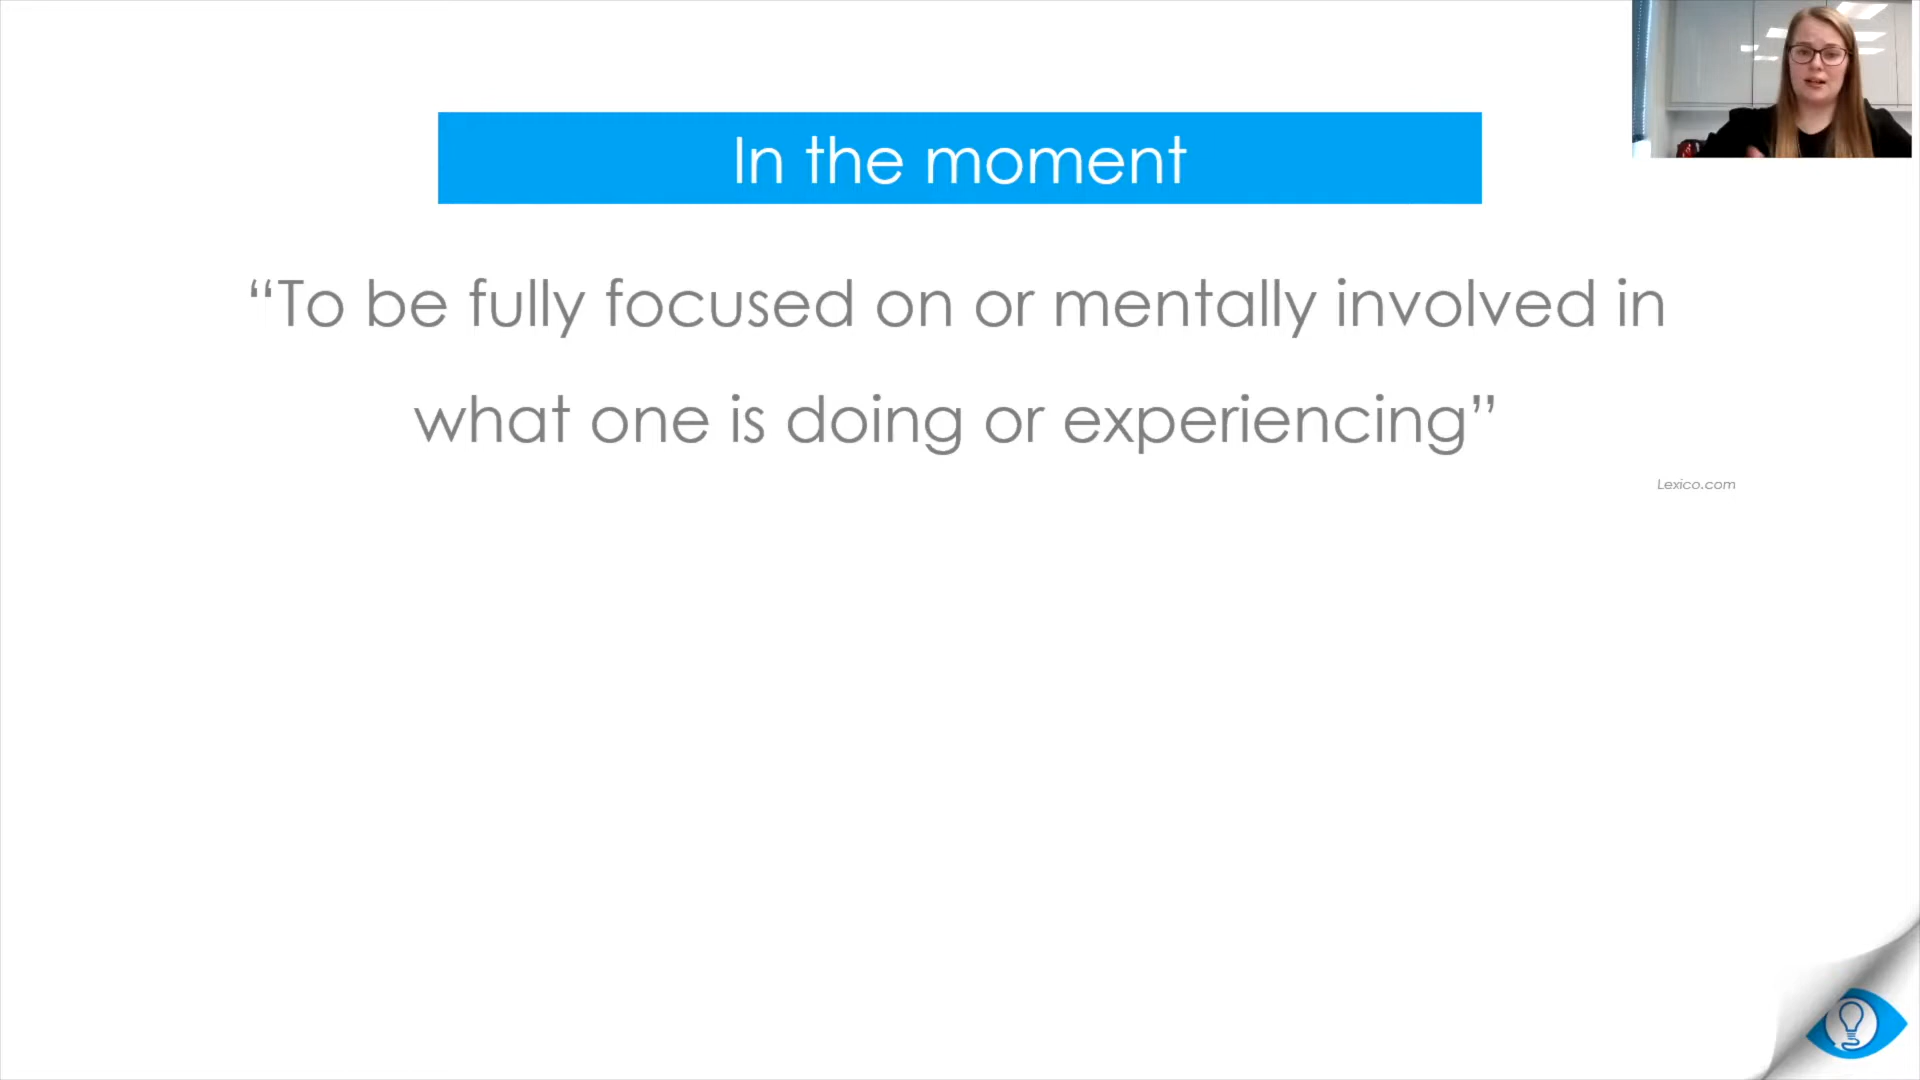 In the moment
“To be fully focused on or mentally involved in
what one is doing or experiencing”
Lexico.com